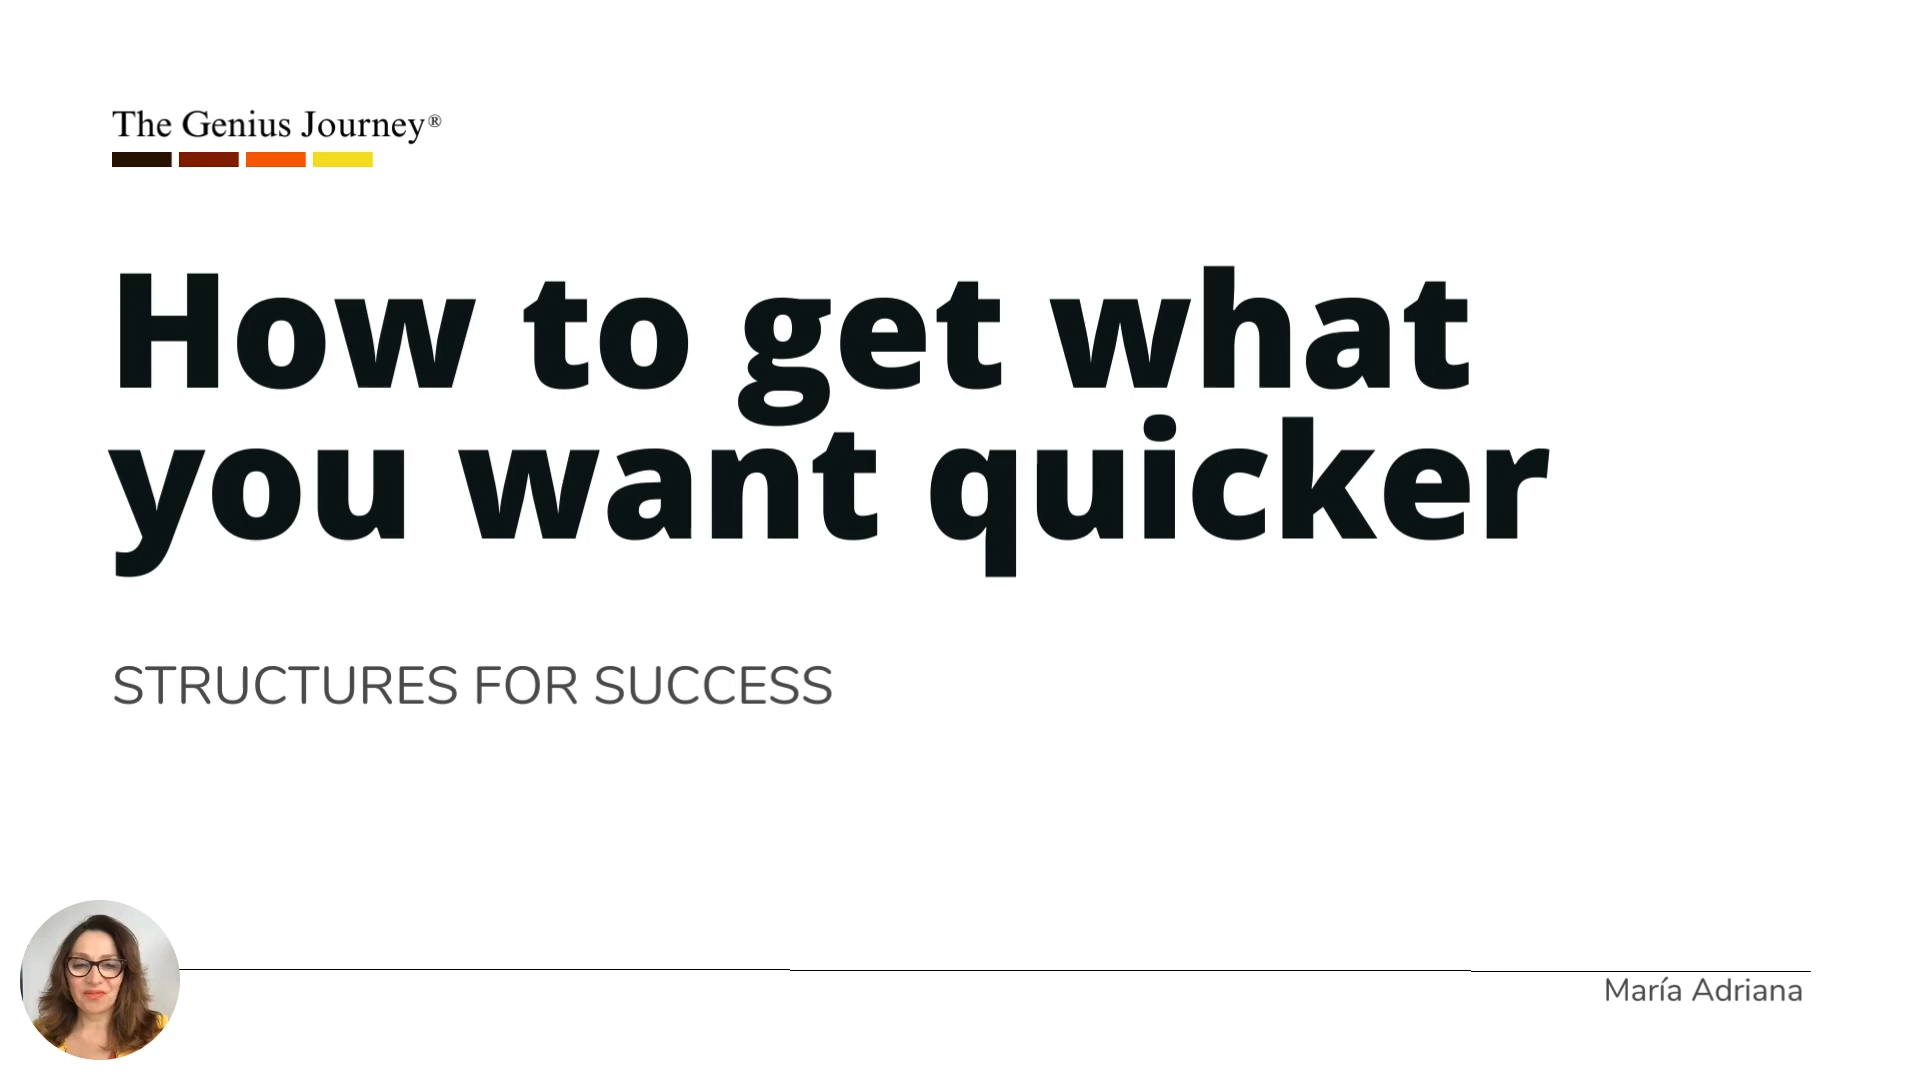 The Genius Journey®
How to get what
you want quicker
STRUCTURES FOR SUCCESS
María Adriana